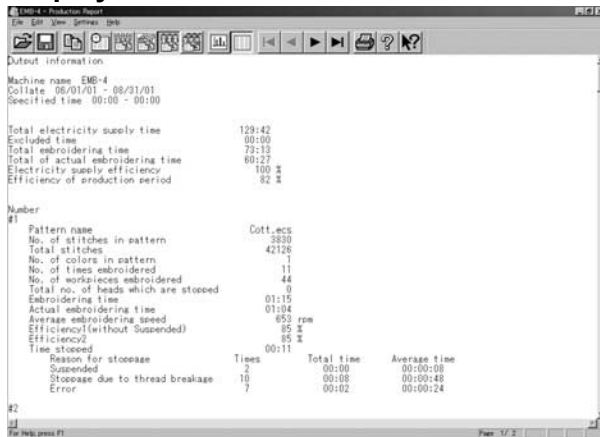 EMB-4 - Production Report
File Edit View Settings Help
Output information
Machine name EMB-4
Collate 06/01/01 - 08/31/01
Specified time 00:00 - 00:00
Total electricity supply time 129:42
Excluded time 00:00
Total embroidering time 73:13
Total of actual embroidering time 60:27
Electricity supply efficiency 100 %
Efficiency of production period 82 %
Number
#1
Pattern name Cott.ecs
No. of stitches in pattern 3830
Total stitches 42126
No. of colors in pattern 1
No. of times embroidered 11
No. of workpieces embroidered 44
Total no. of heads which are stopped 0
Embroidering time 01:15
Actual embroidering time 01:04
Average embroidering speed 653 rpm
Efficiency1(without Suspended) 85 %
Efficiency2 85 %
Time stopped 00:11
Reason for stoppage Times Total time Average time
Suspended 2 00:00 00:00:08
Stoppage due to thread breakage 10 00:08 00:00:48
Error 7 00:02 00:00:24
#2
For Help, press F1 Page 1/ 2